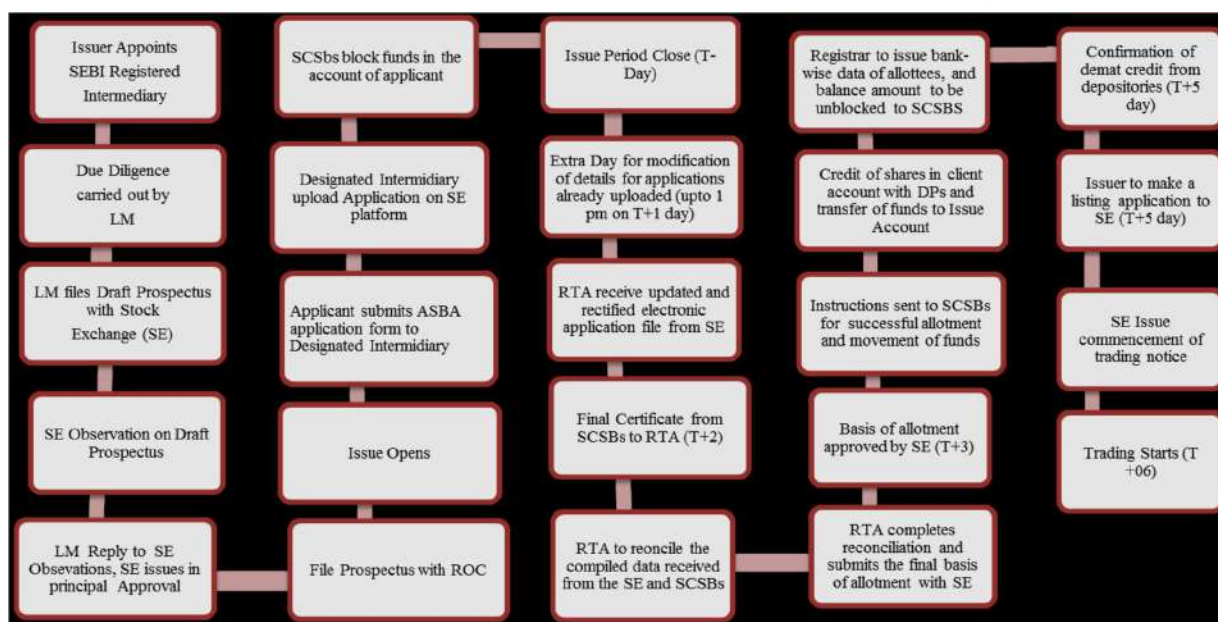 Issuer Appoints
SEBI Registered
Intermediary
Due Diligence
carried out by
LM
LM files Draft Prospectus
with Stock
Exchange (SE)
SE Observation on Draft
Prospectus
LM Reply to SE
Obsevations, SE issues in
principal Approval
File Prospectus with ROC
Issue Opens
Applicant submits ASBA
application form to
Designated Intermidiary
Designated Intermidiary
upload Application on SE
platform
SCSbs block funds in the
account of applicant
Issue Period Close (T-
Day)
Extra Day for modification
of details for applications
already uploaded (upto 1
pm on T+1 day)
RTA receive updated and
rectified electronic
application file from SE
Final Certificate from
SCSBs to RTA (T+2)
RTA to reconcile the
compiled data received
from the SE and SCSBs
RTA completes
reconciliation and
submits the final basis
of allotment with SE
Basis of allotment
approved by SE (T+3)
Instructions sent to SCSBs
for successful allotment
and movement of funds
Credit of shares in client
account with DPs and
transfer of funds to Issue
Account
Registrar to issue bank-
wise data of allottees, and
balance amount to be
unblocked to SCSBS
Confirmation of
demat credit from
depositories (T+5
day)
Issuer to make a
listing application to
SE (T+5 day)
SE Issue
commencement of
trading notice
Trading Starts (T
+06)